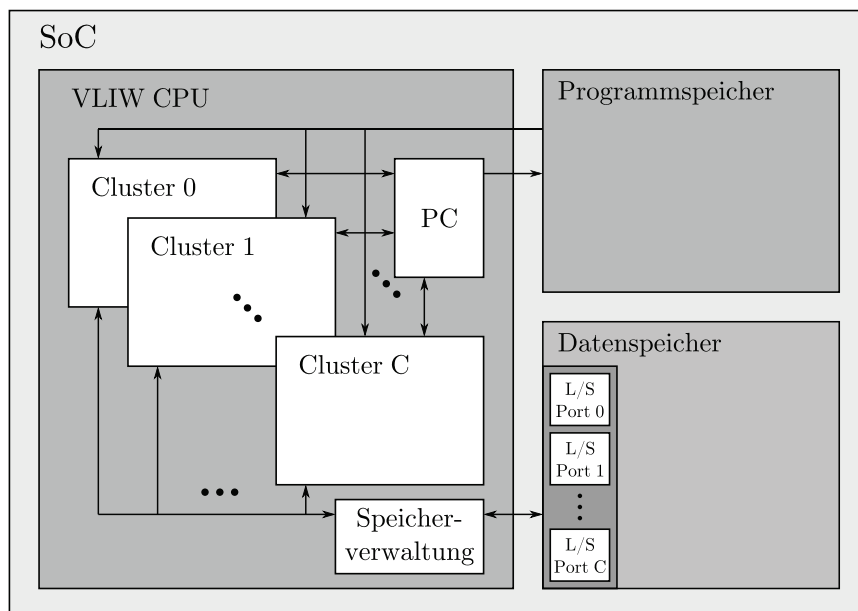 SoC
VLIW CPU
Programmspeicher
Cluster 0
PC
Cluster 1
Cluster C
Datenspeicher
L/S
Port 0
L/S
Port 1
L/S
Port C
Speicher-
verwaltung